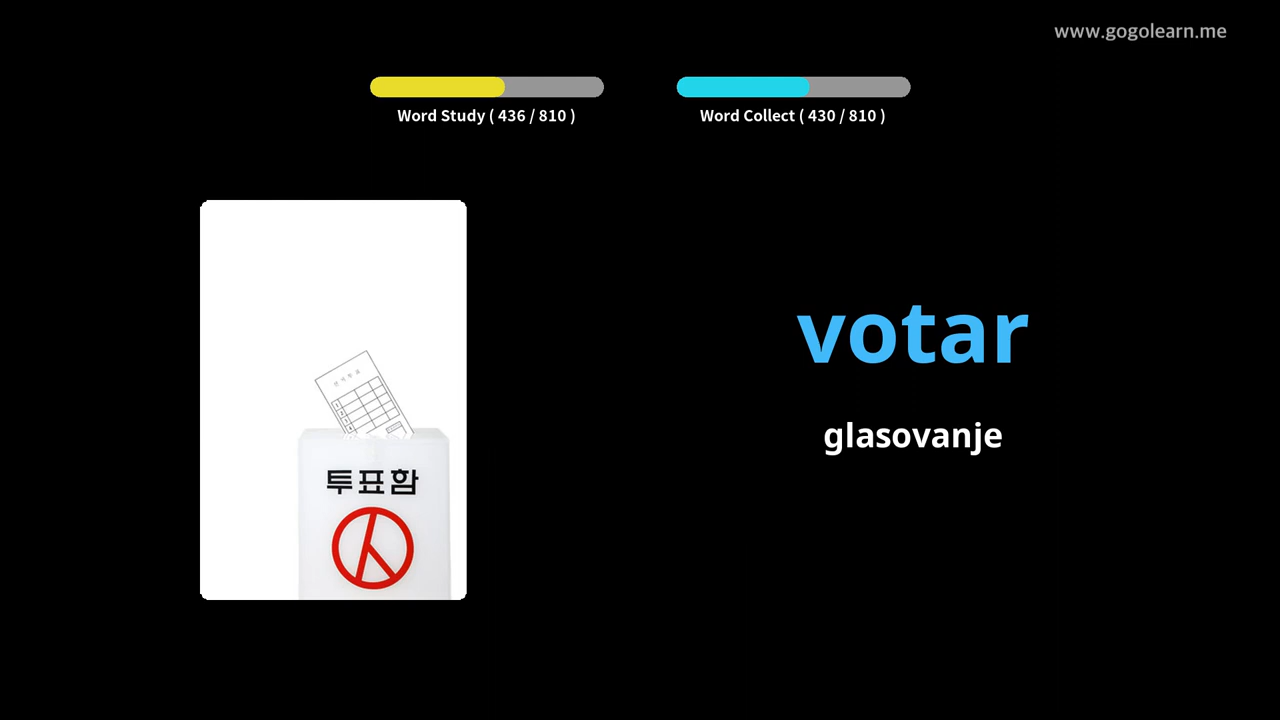 www.gogolearn.me
Word Study ( 436 / 810 )
Word Collect ( 430 / 810 )
votar
glasovanje
투표함